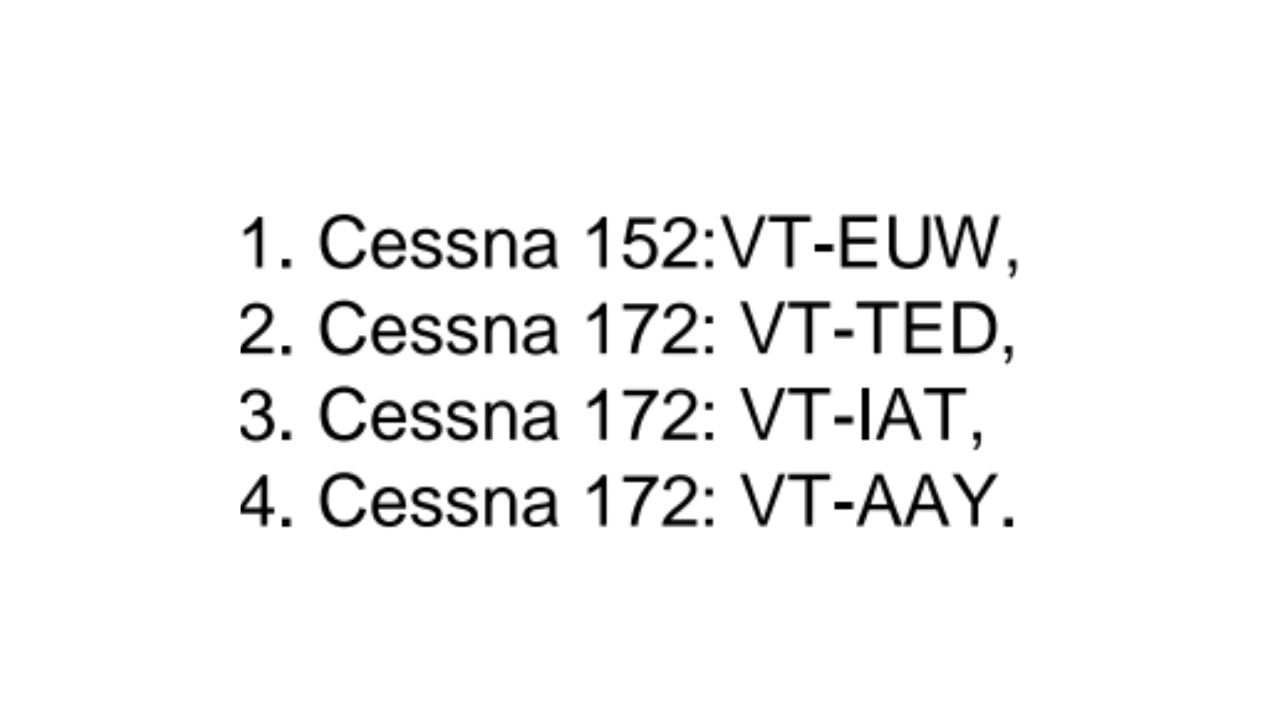 1. Cessna 152:VT-EUW,
2. Cessna 172: VT-TED,
3. Cessna 172: VT-IAT,
4. Cessna 172: VT-AAY.